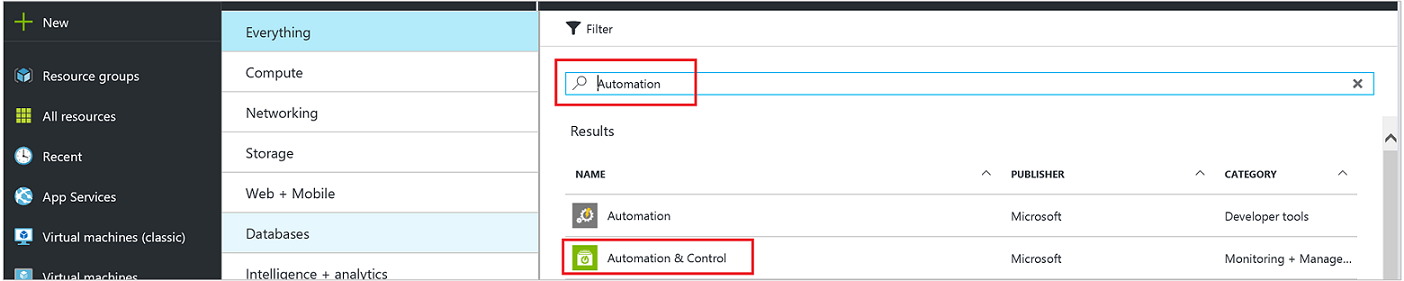 New
Resource groups
All resources
Recent
App Services
Virtual machines (classic)
Virtual machines
Everything
Compute
Networking
Storage
Web + Mobile
Databases
Intelligence + analytics
Filter
Automation
Results
NAME PUBLISHER CATEGORY
Automation Microsoft Developer tools
Automation & Control Microsoft Monitoring + Manage...